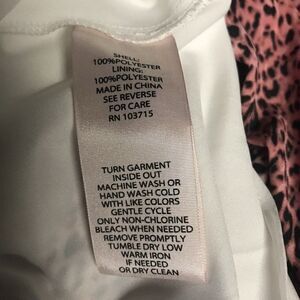 SHELL:
100%POLYESTER
LINING:
100%POLYESTER
MADE IN CHINA
SEE REVERSE
FOR CARE
RN 103715
TURN GARMENT
INSIDE OUT
MACHINE WASH OR
HAND WASH COLD
WITH LIKE COLORS
GENTLE CYCLE
ONLY NON-CHLORINE
BLEACH WHEN NEEDED
REMOVE PROMPTLY
TUMBLE DRY LOW
WARM IRON
IF NEEDED
OR DRY CLEAN